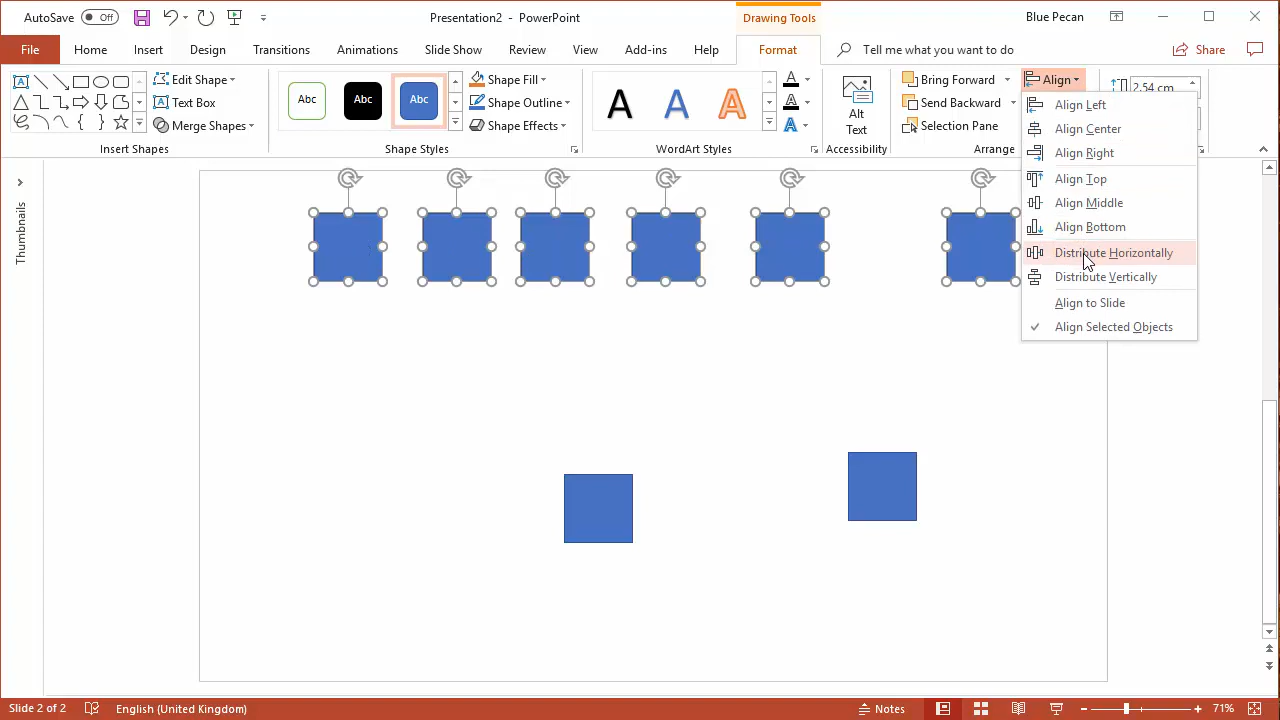 AutoSave Off Presentation2 - PowerPoint Drawing Tools Blue Pecan
File Home Insert Design Transitions Animations Slide Show Review View Add-ins Help Format Tell me what you want to do Share
Edit Shape
Text Box
Merge Shapes
Insert Shapes
Abc Abc Abc
Shape Fill
Shape Outline
Shape Effects
Shape Styles
A A A
WordArt Styles
Alt
Text
Accessibility
Bring Forward
Send Backward
Selection Pane
Arrange
Align
2.54 cm
Align Left
Align Center
Align Right
Align Top
Align Middle
Align Bottom
Distribute Horizontally
Distribute Vertically
Align to Slide
Align Selected Objects
Thumbnails
Slide 2 of 2 English (United Kingdom) Notes 71%